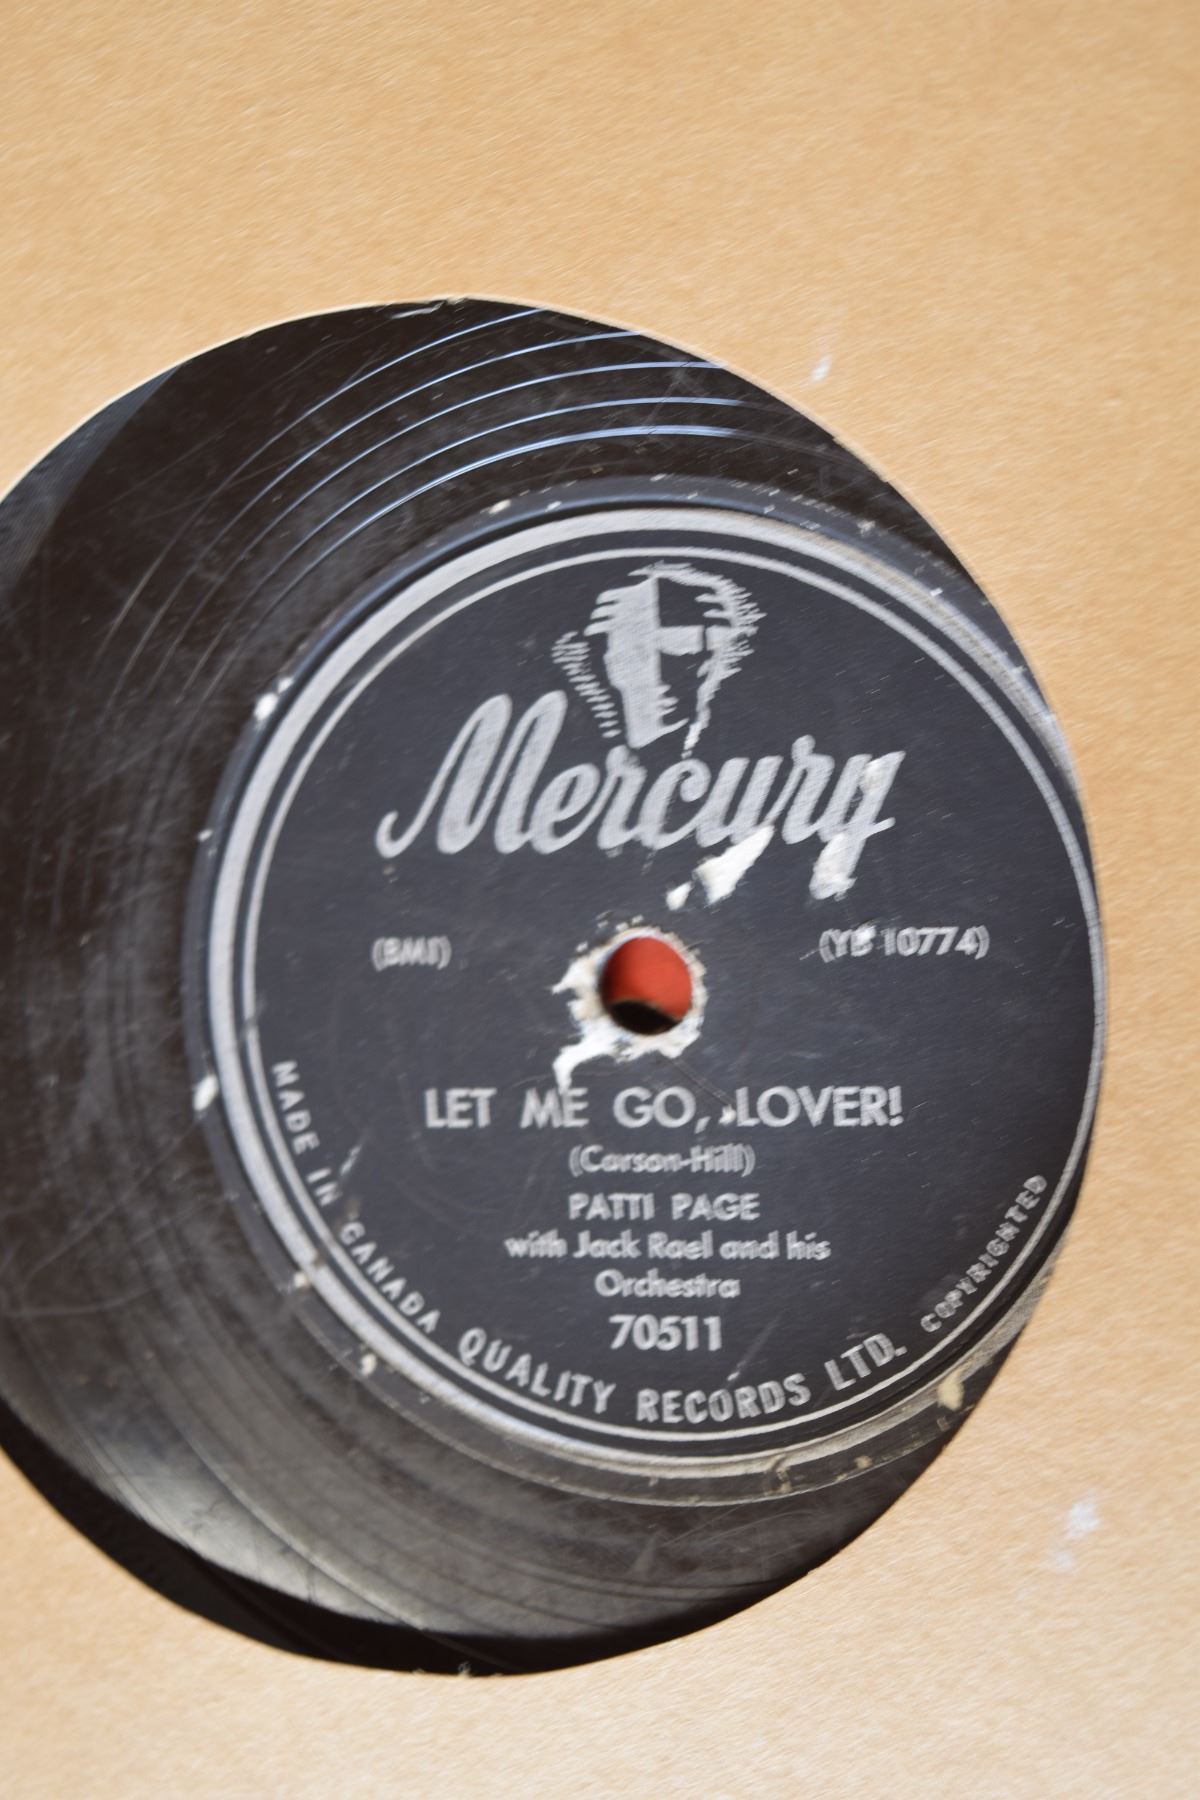 Mercury
(BMI)
(YB 10774)
LET ME GO, LOVER!
(Carson-Hill)
PATTI PAGE
with Jack Rael and his
Orchestra
70511
MADE IN CANADA QUALITY RECORDS LTD. COPYRIGHTED